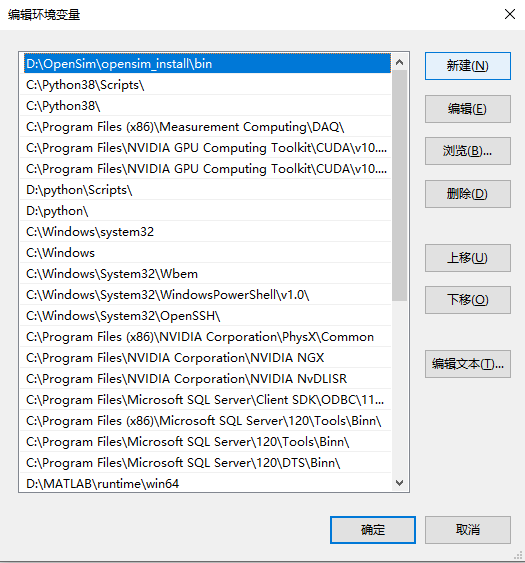 编辑环境变量
D:\OpenSim\opensim_install\bin
C:\Python38\Scripts\
C:\Python38\
C:\Program Files (x86)\Measurement Computing\DAQ\
C:\Program Files\NVIDIA GPU Computing Toolkit\CUDA\v10....
C:\Program Files\NVIDIA GPU Computing Toolkit\CUDA\v10....
D:\python\Scripts\
D:\python\
C:\Windows\system32
C:\Windows
C:\Windows\System32\Wbem
C:\Windows\System32\WindowsPowerShell\v1.0\
C:\Windows\System32\OpenSSH\
C:\Program Files (x86)\NVIDIA Corporation\PhysX\Common
C:\Program Files\NVIDIA Corporation\NVIDIA NGX
C:\Program Files\NVIDIA Corporation\NVIDIA NvDLISR
C:\Program Files\Microsoft SQL Server\Client SDK\ODBC\11...
C:\Program Files (x86)\Microsoft SQL Server\120\Tools\Binn\
C:\Program Files\Microsoft SQL Server\120\Tools\Binn\
C:\Program Files\Microsoft SQL Server\120\DTS\Binn\
D:\MATLAB\runtime\win64
新建(N)
编辑(E)
浏览(B)...
删除(D)
上移(U)
下移(O)
编辑文本(T)...
确定
取消